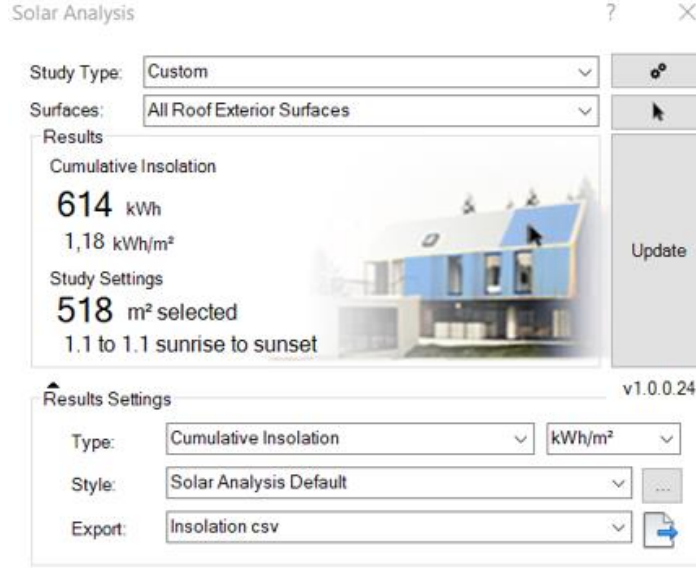 Solar Analysis ?
Study Type: Custom
Surfaces: All Roof Exterior Surfaces
Results
Cumulative Insolation
614 kWh
1,18 kWh/m²
Update
Study Settings
518 m² selected
1.1 to 1.1 sunrise to sunset
v1.0.0.24
Results Settings
Type: Cumulative Insolation kWh/m²
Style: Solar Analysis Default ...
Export: Insolation csv